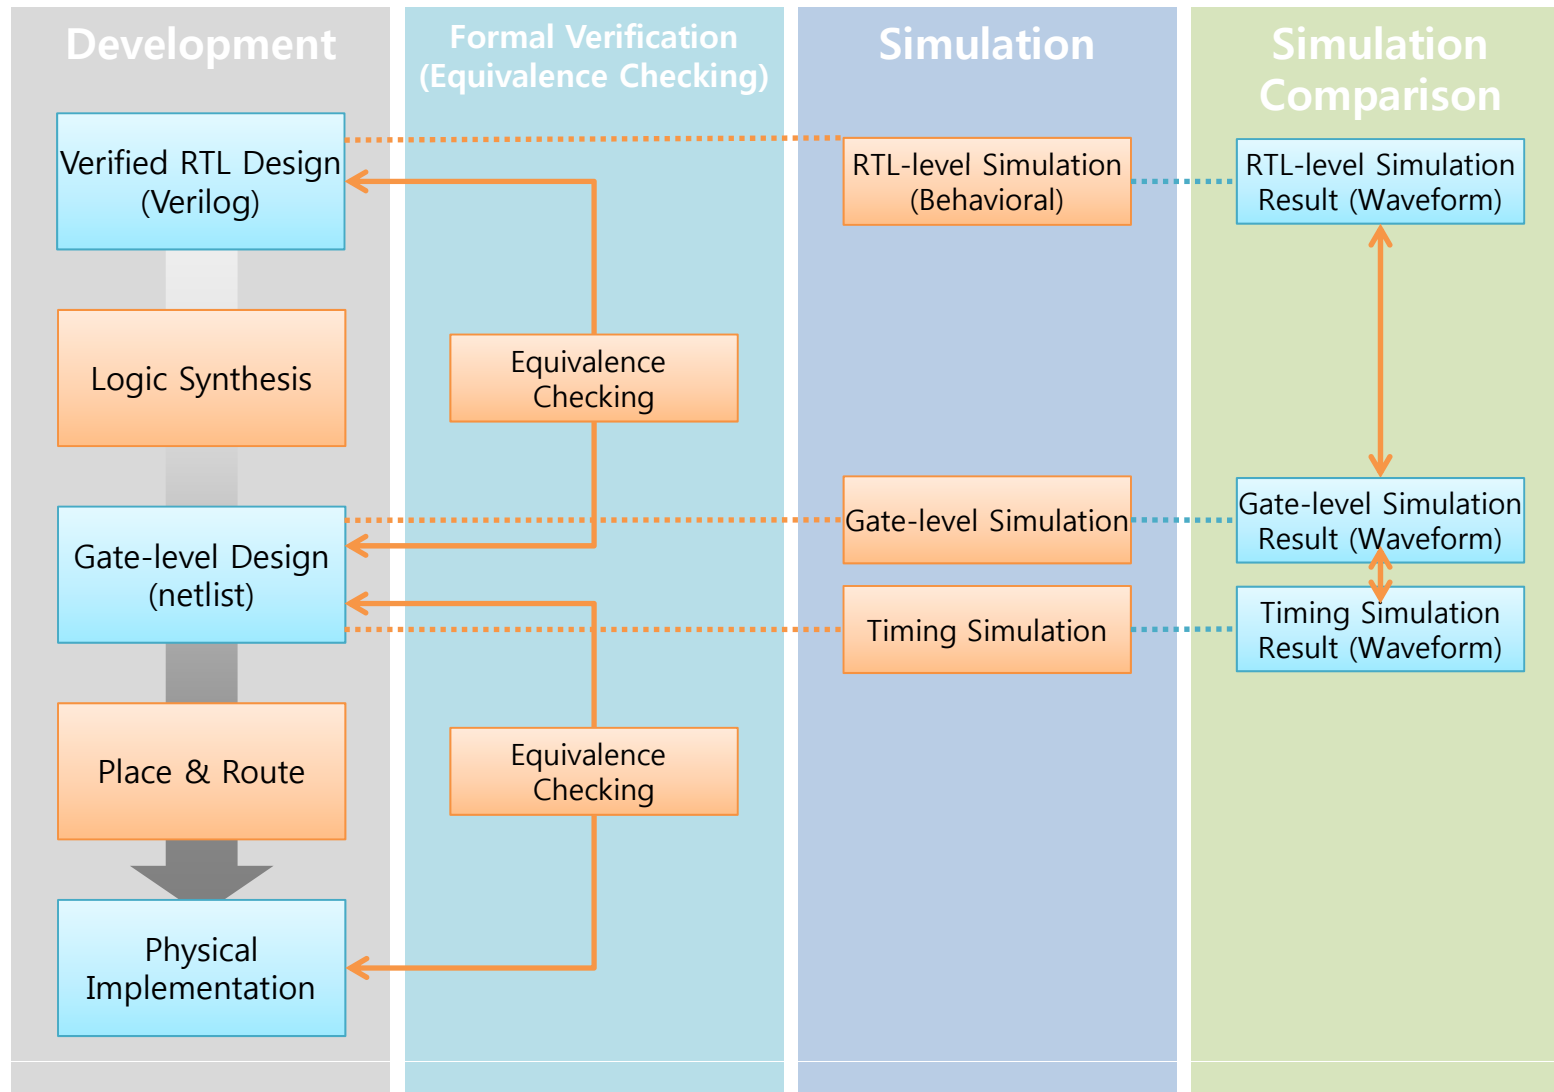 Development
Formal Verification
(Equivalence Checking)
Simulation
Simulation
Comparison
Verified RTL Design
(Verilog)
RTL-level Simulation
(Behavioral)
RTL-level Simulation
Result (Waveform)
Logic Synthesis
Equivalence
Checking
Gate-level Design
(netlist)
Gate-level Simulation
Gate-level Simulation
Result (Waveform)
Timing Simulation
Timing Simulation
Result (Waveform)
Place & Route
Equivalence
Checking
Physical
Implementation